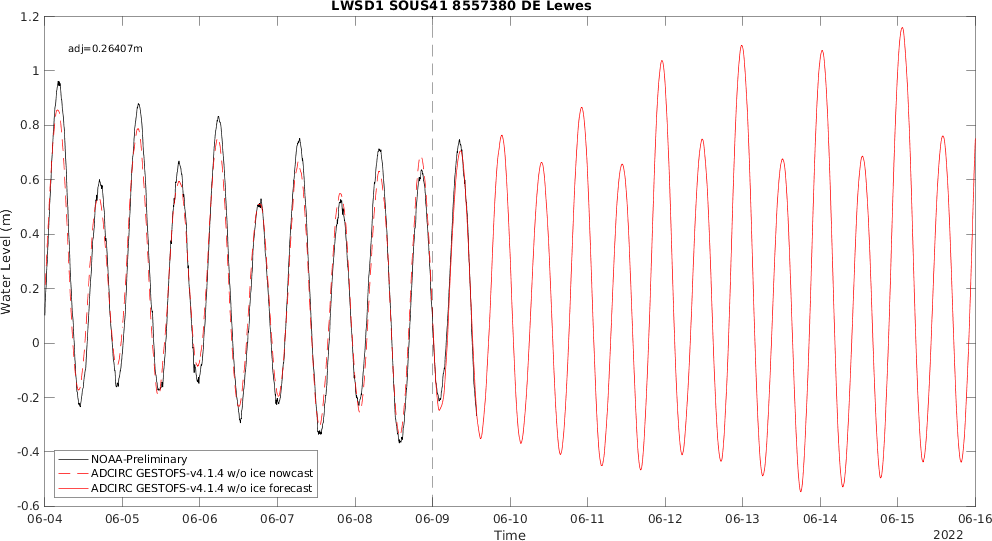 LWSD1 SOUS41 8557380 DE Lewes
1.2
adj=0.26407m
1
0.8
0.6
0.4
0.2
0
-0.2
-0.4
-0.6
Water Level (m)
NOAA-Preliminary
ADCIRC GESTOFS-v4.1.4 w/o ice nowcast
ADCIRC GESTOFS-v4.1.4 w/o ice forecast
06-04 06-05 06-06 06-07 06-08 06-09 06-10 06-11 06-12 06-13 06-14 06-15 06-16
Time
2022